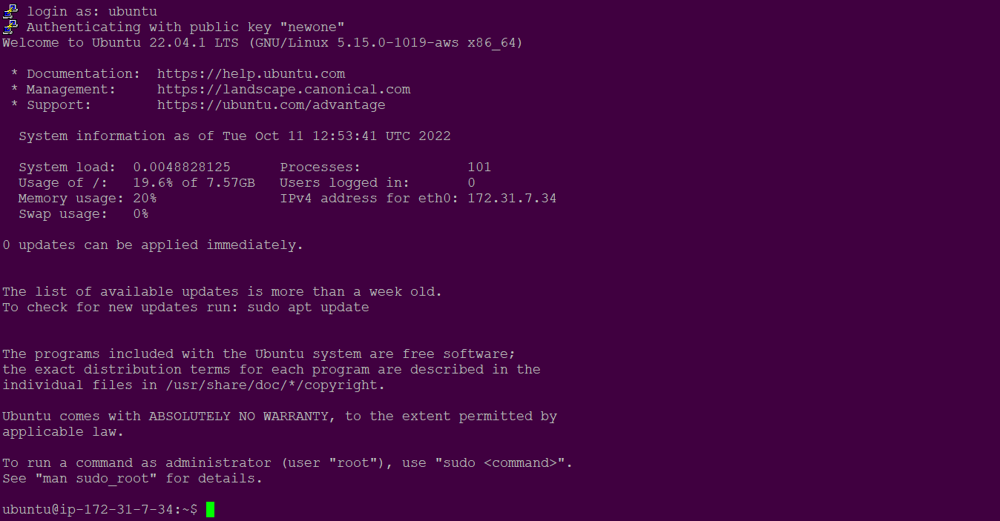 login as: ubuntu
Authenticating with public key "newone"
Welcome to Ubuntu 22.04.1 LTS (GNU/Linux 5.15.0-1019-aws x86_64)
* Documentation: https://help.ubuntu.com
* Management: https://landscape.canonical.com
* Support: https://ubuntu.com/advantage
System information as of Tue Oct 11 12:53:41 UTC 2022
System load: 0.0048828125 Processes: 101
Usage of /: 19.6% of 7.57GB Users logged in: 0
Memory usage: 20% IPv4 address for eth0: 172.31.7.34
Swap usage: 0%
0 updates can be applied immediately.
The list of available updates is more than a week old.
To check for new updates run: sudo apt update
The programs included with the Ubuntu system are free software;
the exact distribution terms for each program are described in the
individual files in /usr/share/doc/*/copyright.
Ubuntu comes with ABSOLUTELY NO WARRANTY, to the extent permitted by
applicable law.
To run a command as administrator (user "root"), use "sudo <command>".
See "man sudo_root" for details.
ubuntu@ip-172-31-7-34:~$